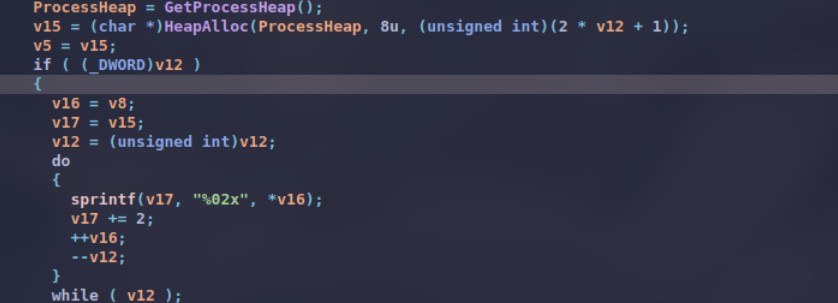 ProcessHeap = GetProcessHeap();
v15 = (char *)HeapAlloc(ProcessHeap, 8u, (unsigned int)(2 * v12 + 1));
v5 = v15;
if ( (_DWORD)v12 )
{
v16 = v8;
v17 = v15;
v12 = (unsigned int)v12;
do
{
sprintf(v17, "%02x", *v16);
v17 += 2;
++v16;
--v12;
}
while ( v12 );